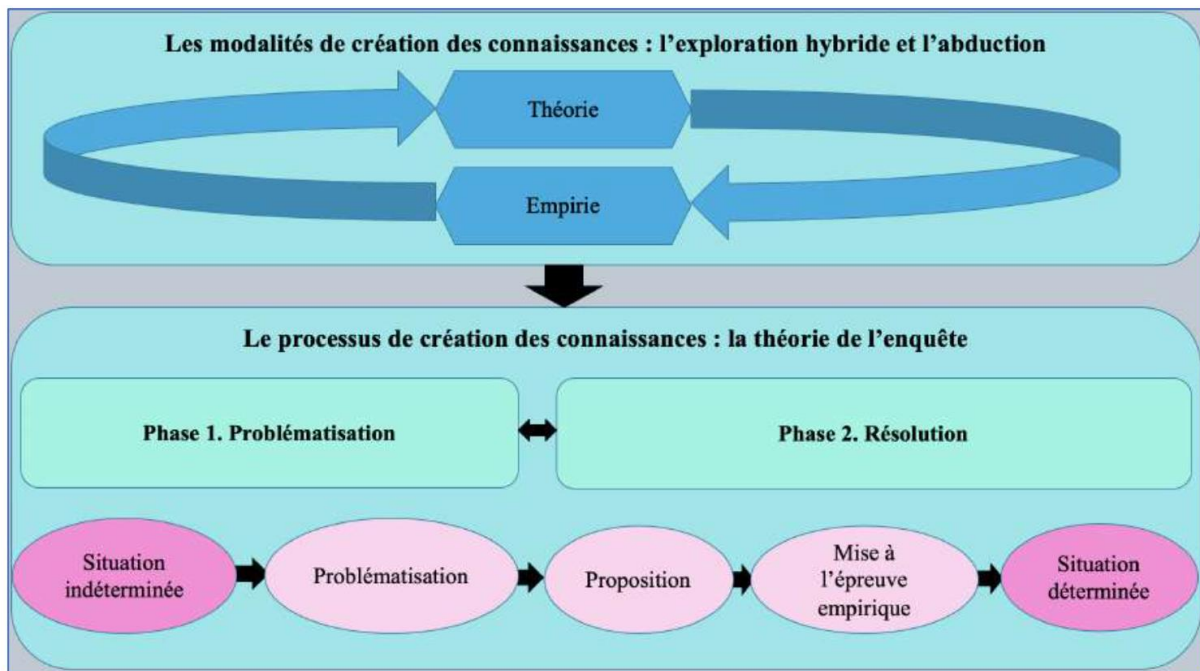 Les modalités de création des connaissances : l’exploration hybride et l’abduction
Théorie
Empirie
Le processus de création des connaissances : la théorie de l’enquête
Phase 1. Problématisation
Phase 2. Résolution
Situation
indéterminée
Problématisation
Proposition
Mise à
l’épreuve
empirique
Situation
déterminée